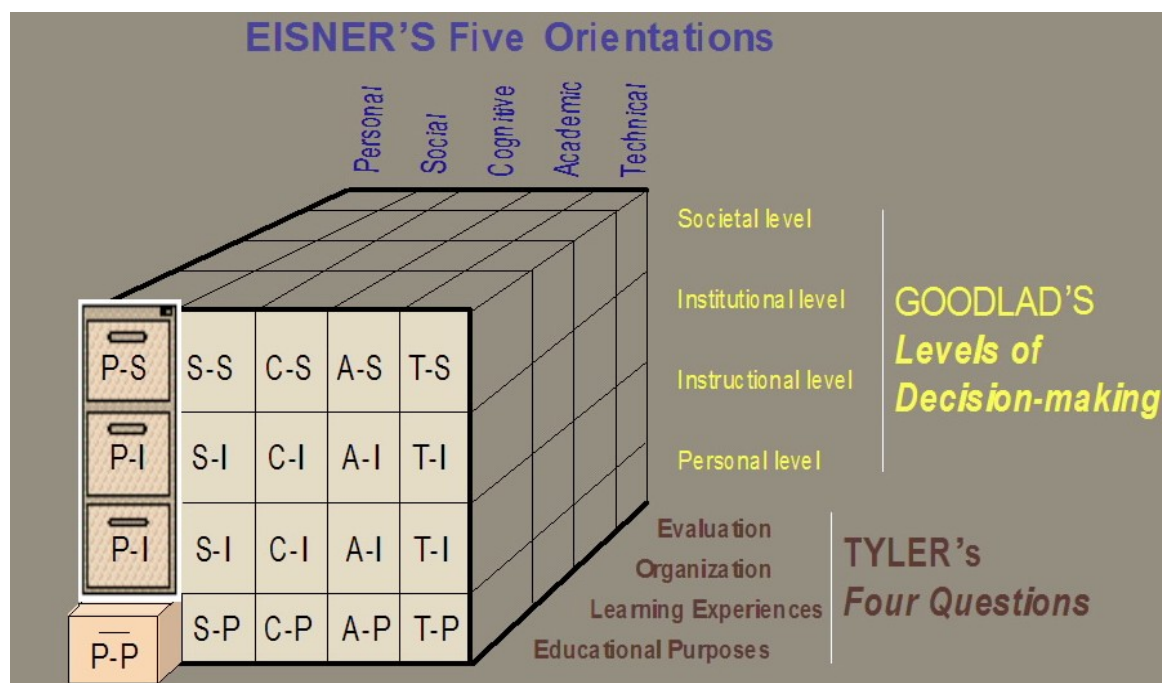 EISNER'S Five Orientations
Personal
Social
Cognitive
Academic
Technical
Societal level
Institutional level
Instructional level
Personal level
GOODLAD'S
Levels of
Decision-making
P-S S-S C-S A-S T-S
P-I S-I C-I A-I T-I
P-I S-I C-I A-I T-I
P-P S-P C-P A-P T-P
Evaluation
Organization
Learning Experiences
Educational Purposes
TYLER's
Four Questions